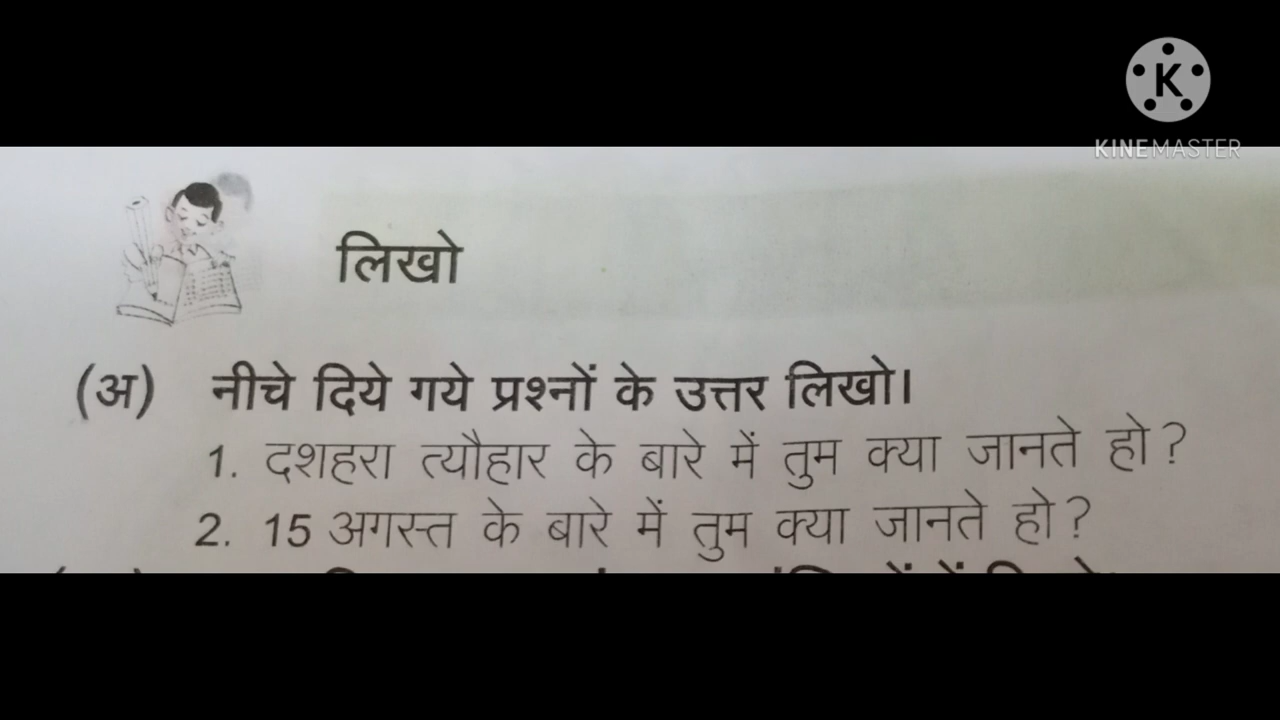 K
KINEMASTER
लिखो
(अ) नीचे दिये गये प्रश्नों के उत्तर लिखो।
1. दशहरा त्यौहार के बारे में तुम क्या जानते हो?
2. 15 अगस्त के बारे में तुम क्या जानते हो?